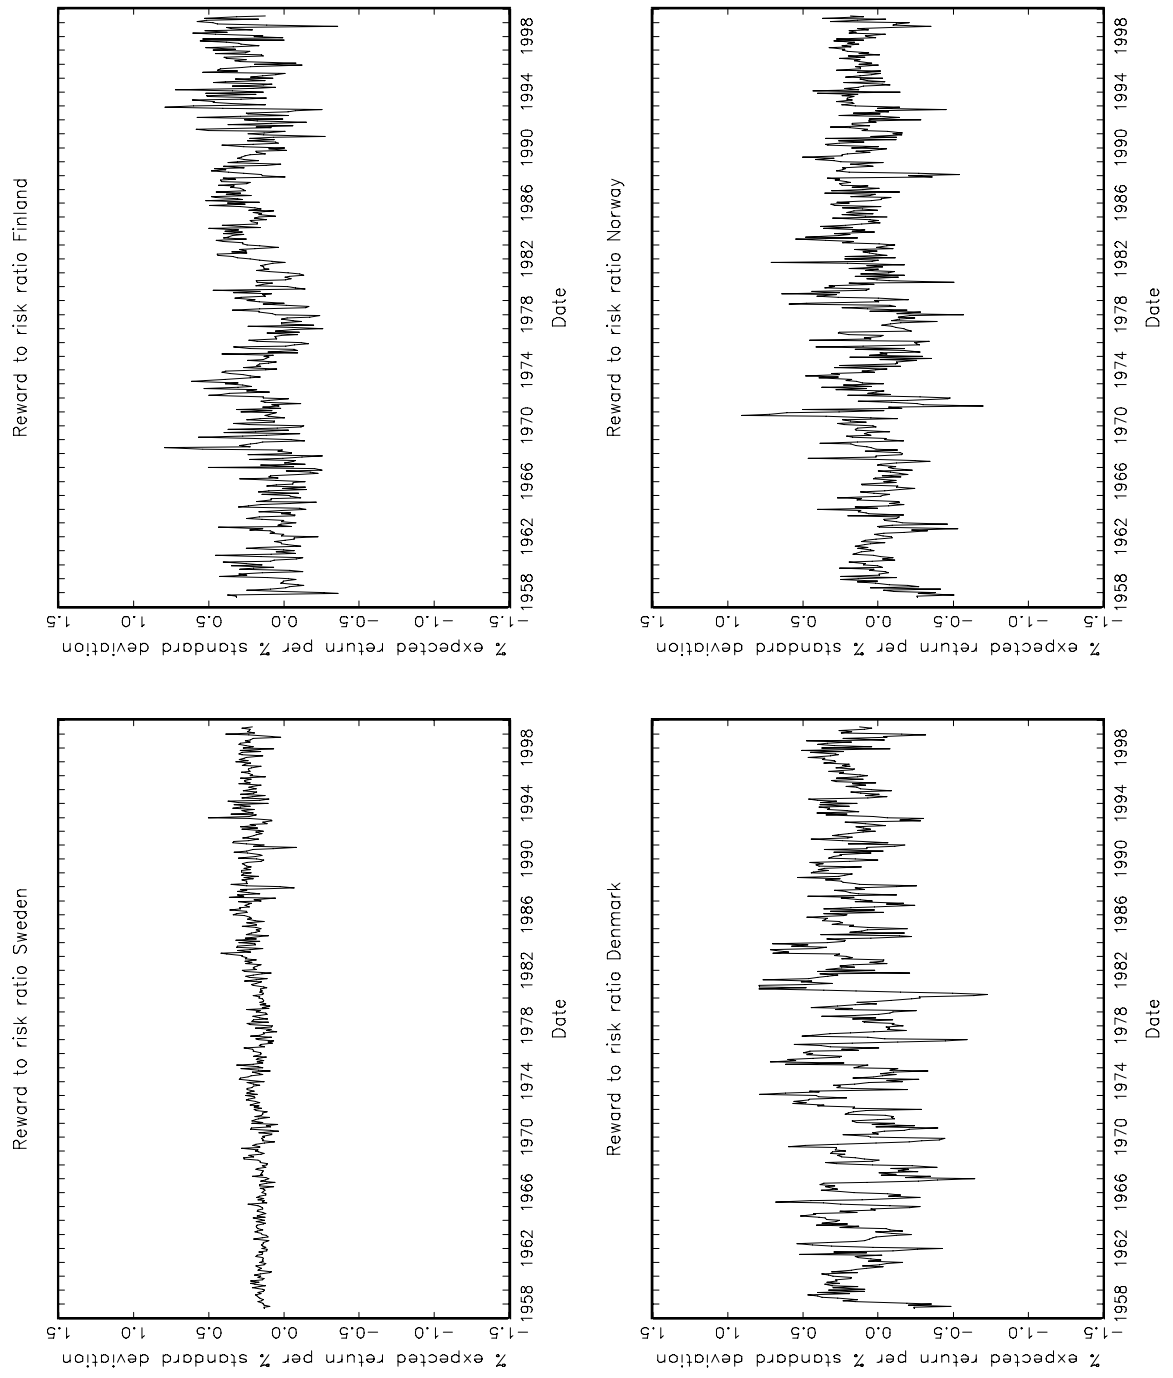 Reward to risk ratio Sweden
% expected return per % standard deviation
1.5
1.0
0.5
0.0
−0.5
−1.0
−1.5
1958 1962 1966 1970 1974 1978 1982 1986 1990 1994 1998
Date
Reward to risk ratio Finland
% expected return per % standard deviation
1.5
1.0
0.5
0.0
−0.5
−1.0
−1.5
1958 1962 1966 1970 1974 1978 1982 1986 1990 1994 1998
Date
Reward to risk ratio Denmark
% expected return per % standard deviation
1.5
1.0
0.5
0.0
−0.5
−1.0
−1.5
1958 1962 1966 1970 1974 1978 1982 1986 1990 1994 1998
Date
Reward to risk ratio Norway
% expected return per % standard deviation
1.5
1.0
0.5
0.0
−0.5
−1.0
−1.5
1958 1962 1966 1970 1974 1978 1982 1986 1990 1994 1998
Date